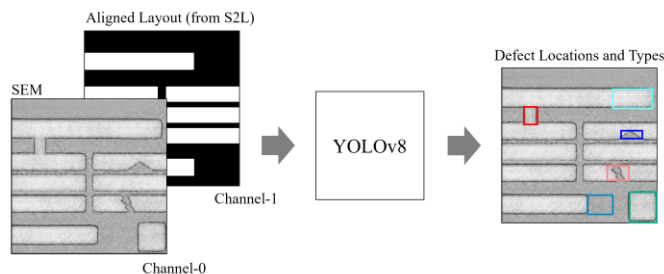 Aligned Layout (from S2L)
SEM
Channel-1
Channel-0
YOLOv8
Defect Locations and Types